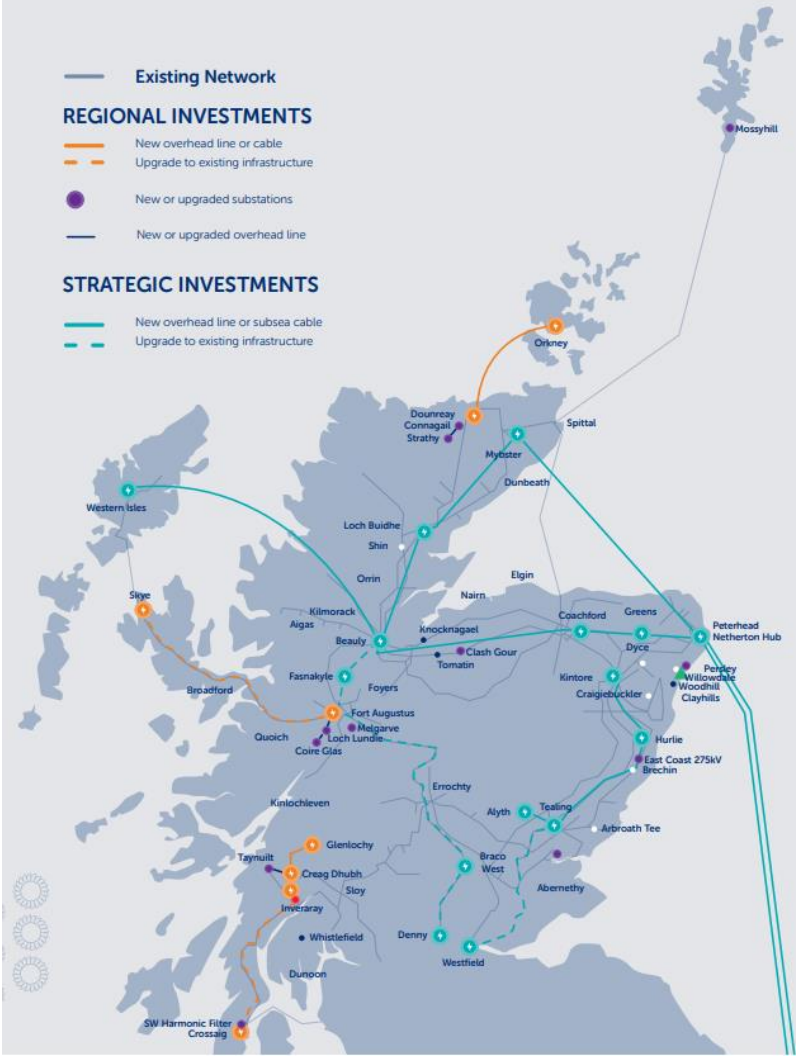 Existing Network
REGIONAL INVESTMENTS
New overhead line or cable
Upgrade to existing infrastructure
New or upgraded substations
New or upgraded overhead line
STRATEGIC INVESTMENTS
New overhead line or subsea cable
Upgrade to existing infrastructure
Mossyhill
Orkney
Dounreay
Connagail
Strathy
Spittal
Mybster
Dunbeath
Western Isles
Loch Buidhe
Shin
Orrin
Elgin
Nairn
Skye
Kilmorack
Aigas
Knocknagael
Coachford
Greens
Peterhead
Netherton Hub
Beauly
Clash Gour
Tomatin
Dyce
Persley
Willowdale
Woodhill
Clayhills
Fasnakyle
Foyers
Kintore
Craigiebuckler
Broadford
Fort Augustus
Melgarve
Loch Lundie
Coire Glas
Quoich
Hurlie
East Coast 275kV
Brechin
Errochty
Kinlochleven
Alyth
Tealing
Arbroath Tee
Glenlochy
Taynuilt
Creag Dhubh
Sloy
Inveraray
Braco
West
Abernethy
Whistlefield
Denny
Westfield
Dunoon
SW Harmonic Filter
Crossaig